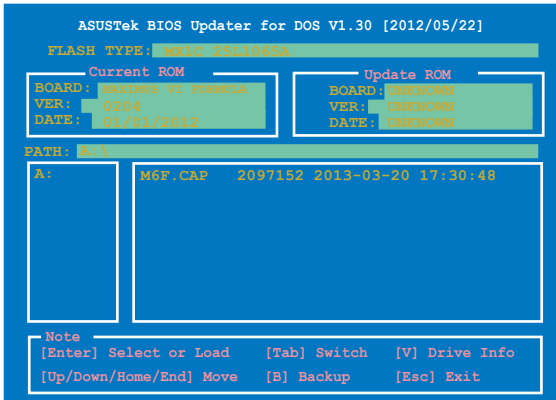 ASUSTek BIOS Updater for DOS V1.30 [2012/05/22]
FLASH TYPE: MXIC 25L1065A
Current ROM
BOARD: MAXIMUS VI FORMULA
VER: 0204
DATE: 01/01/2012
Update ROM
BOARD: UNKNOWN
VER: UNKNOWN
DATE: UNKNOWN
PATH: A:\
A:
M6F.CAP 2097152 2013-03-20 17:30:48
Note
[Enter] Select or Load [Tab] Switch [V] Drive Info
[Up/Down/Home/End] Move [B] Backup [Esc] Exit